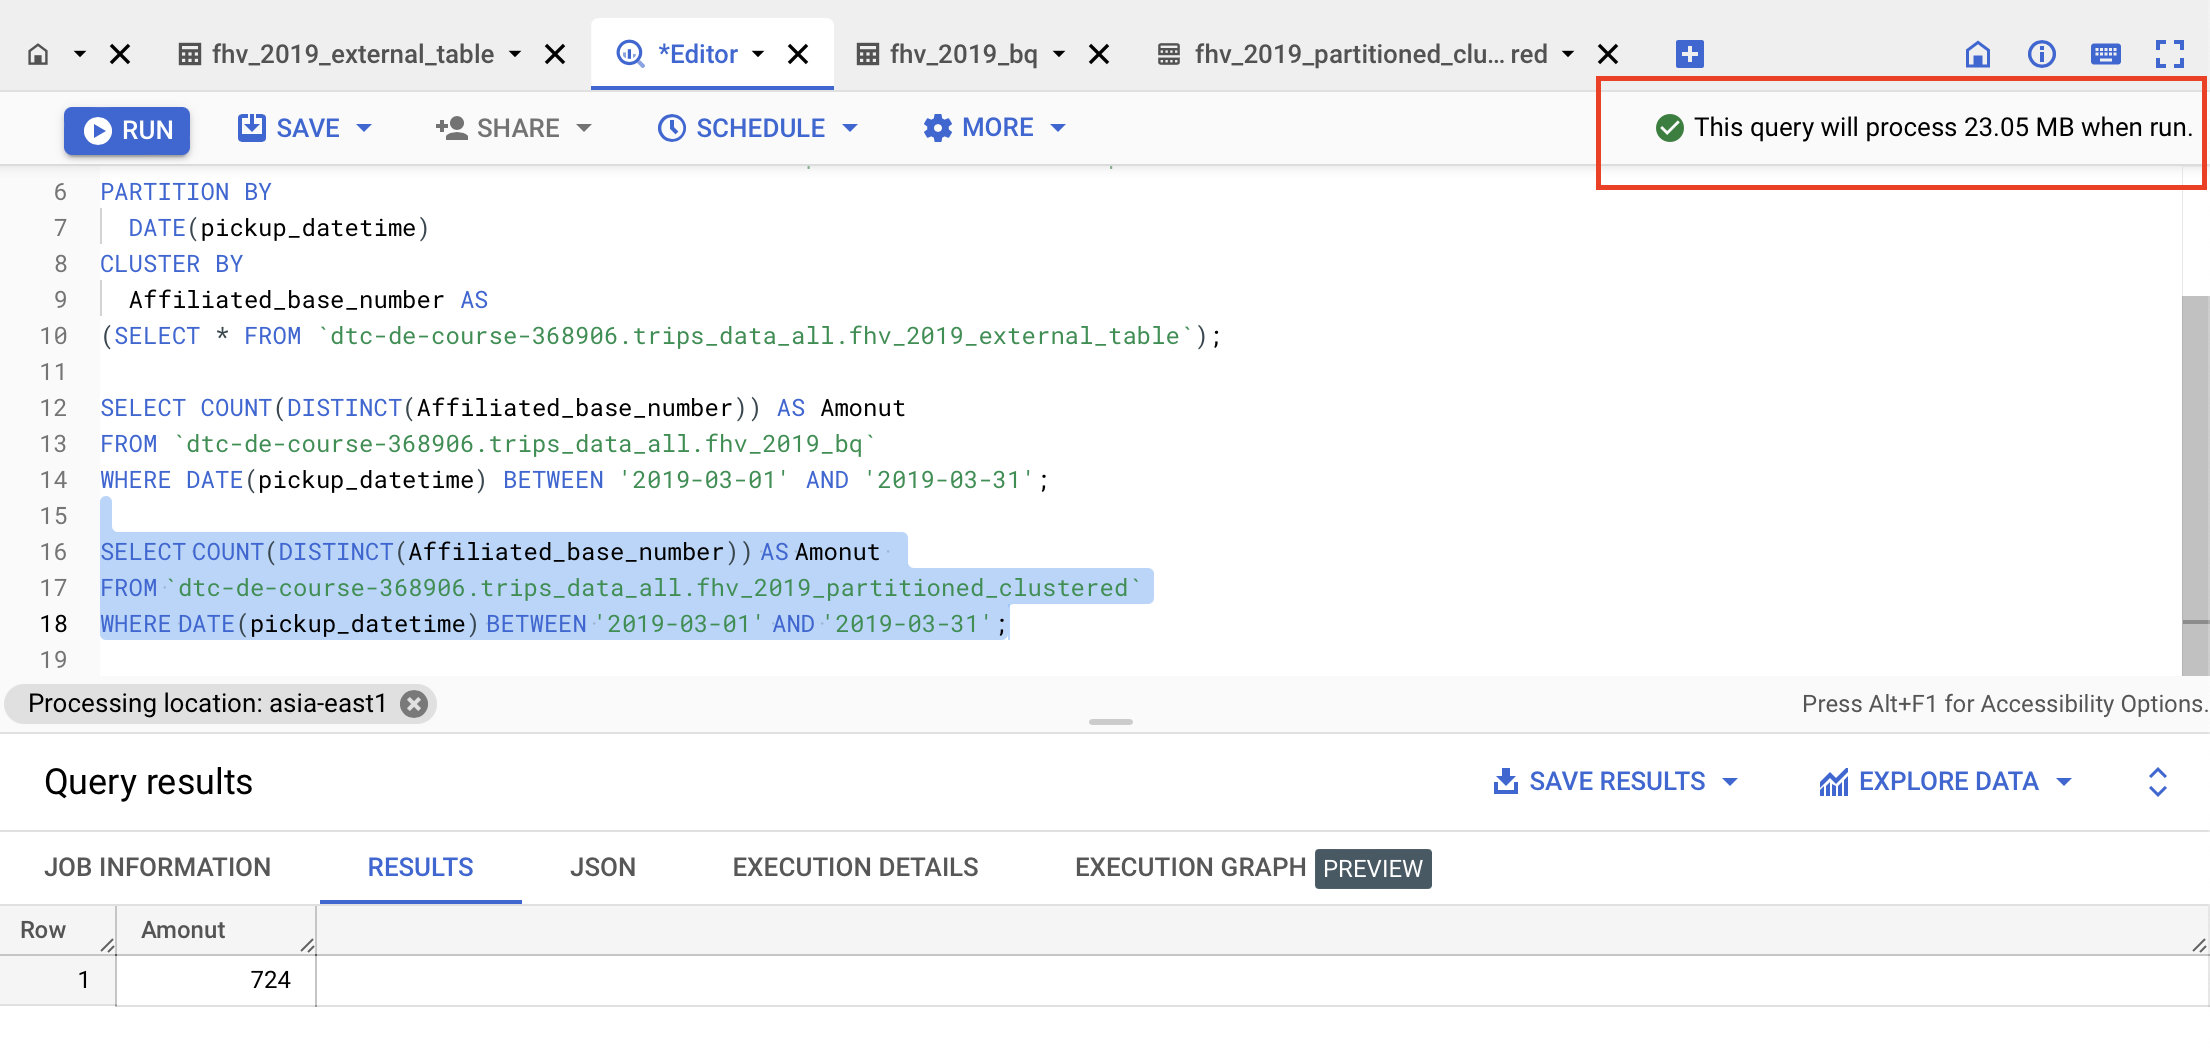 fhv_2019_external_table *Editor fhv_2019_bq fhv_2019_partitioned_clu... red
RUN SAVE SHARE SCHEDULE MORE This query will process 23.05 MB when run.
6 PARTITION BY
7 DATE(pickup_datetime)
8 CLUSTER BY
9 Affiliated_base_number AS
10 (SELECT * FROM `dtc-de-course-368906.trips_data_all.fhv_2019_external_table`);
11
12 SELECT COUNT(DISTINCT(Affiliated_base_number)) AS Amonut
13 FROM `dtc-de-course-368906.trips_data_all.fhv_2019_bq`
14 WHERE DATE(pickup_datetime) BETWEEN '2019-03-01' AND '2019-03-31';
15
16 SELECT COUNT(DISTINCT(Affiliated_base_number)) AS Amonut
17 FROM `dtc-de-course-368906.trips_data_all.fhv_2019_partitioned_clustered`
18 WHERE DATE(pickup_datetime) BETWEEN '2019-03-01' AND '2019-03-31';
19
Processing location: asia-east1 Press Alt+F1 for Accessibility Options.
Query results SAVE RESULTS EXPLORE DATA
JOB INFORMATION RESULTS JSON EXECUTION DETAILS EXECUTION GRAPH PREVIEW
Row Amonut
1 724